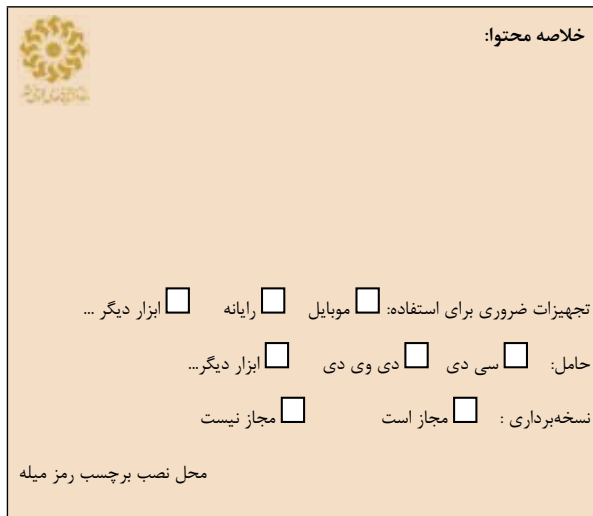 خلاصه محتوا:
تجهیزات ضروری برای استفاده: موبایل رایانه ابزار دیگر ...
حامل: سی دی دی وی دی ابزار دیگر...
نسخه‌برداری : مجاز است مجاز نیست
محل نصب برچسب رمز میله